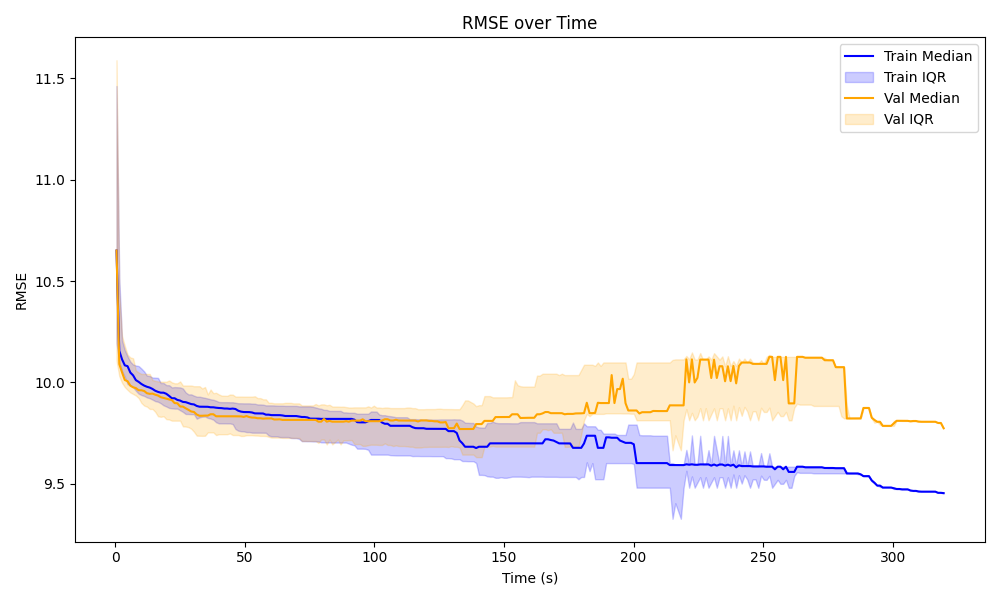 RMSE over Time
Train Median
Train IQR
Val Median
Val IQR
RMSE
11.5
11.0
10.5
10.0
9.5
0 50 100 150 200 250 300
Time (s)